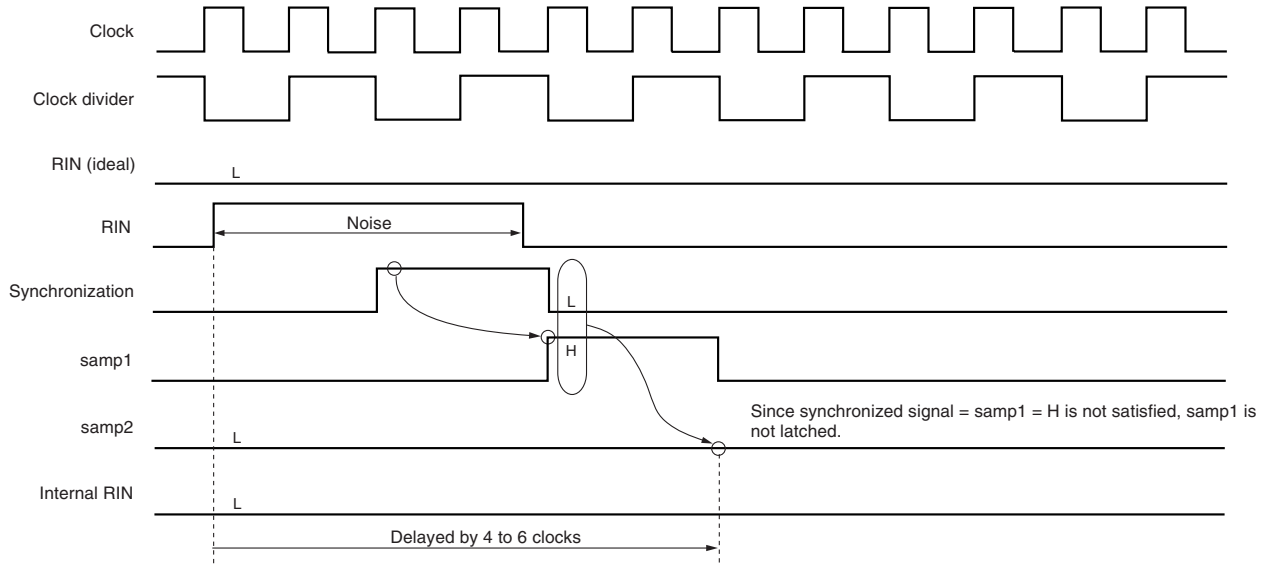 Clock
Clock divider
RIN (ideal)
L
RIN
Noise
Synchronization
L
samp1
H
samp2
L
Since synchronized signal = samp1 = H is not satisfied, samp1 is
not latched.
Internal RIN
L
Delayed by 4 to 6 clocks